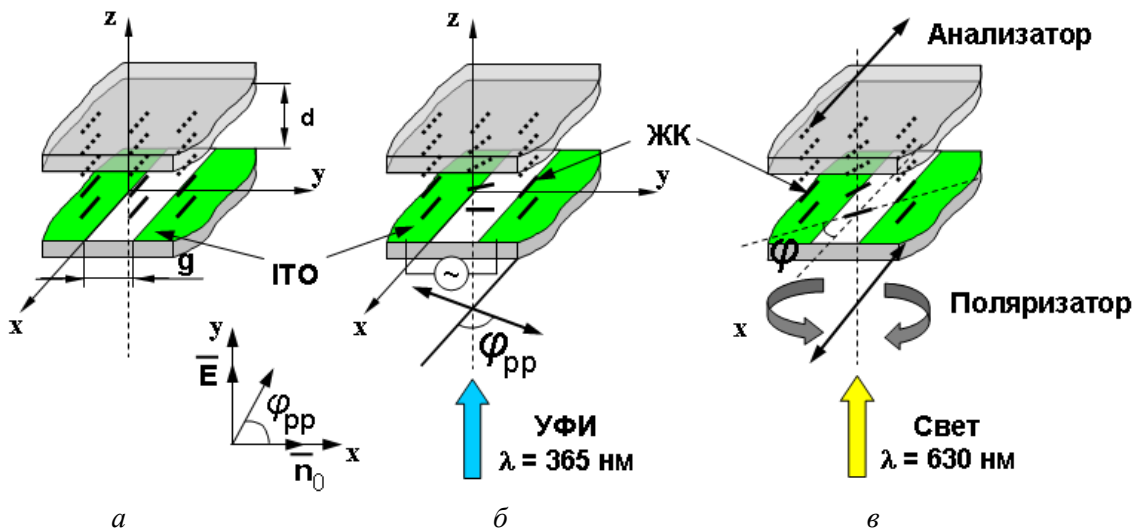 z
z
Анализатор
d
ЖК
y
y
ITO
g
~
φ
x
x
x
Поляризатор
φpp
y
E
φpp
x
n0
УФИ
λ = 365 нм
Свет
λ = 630 нм
а
б
в